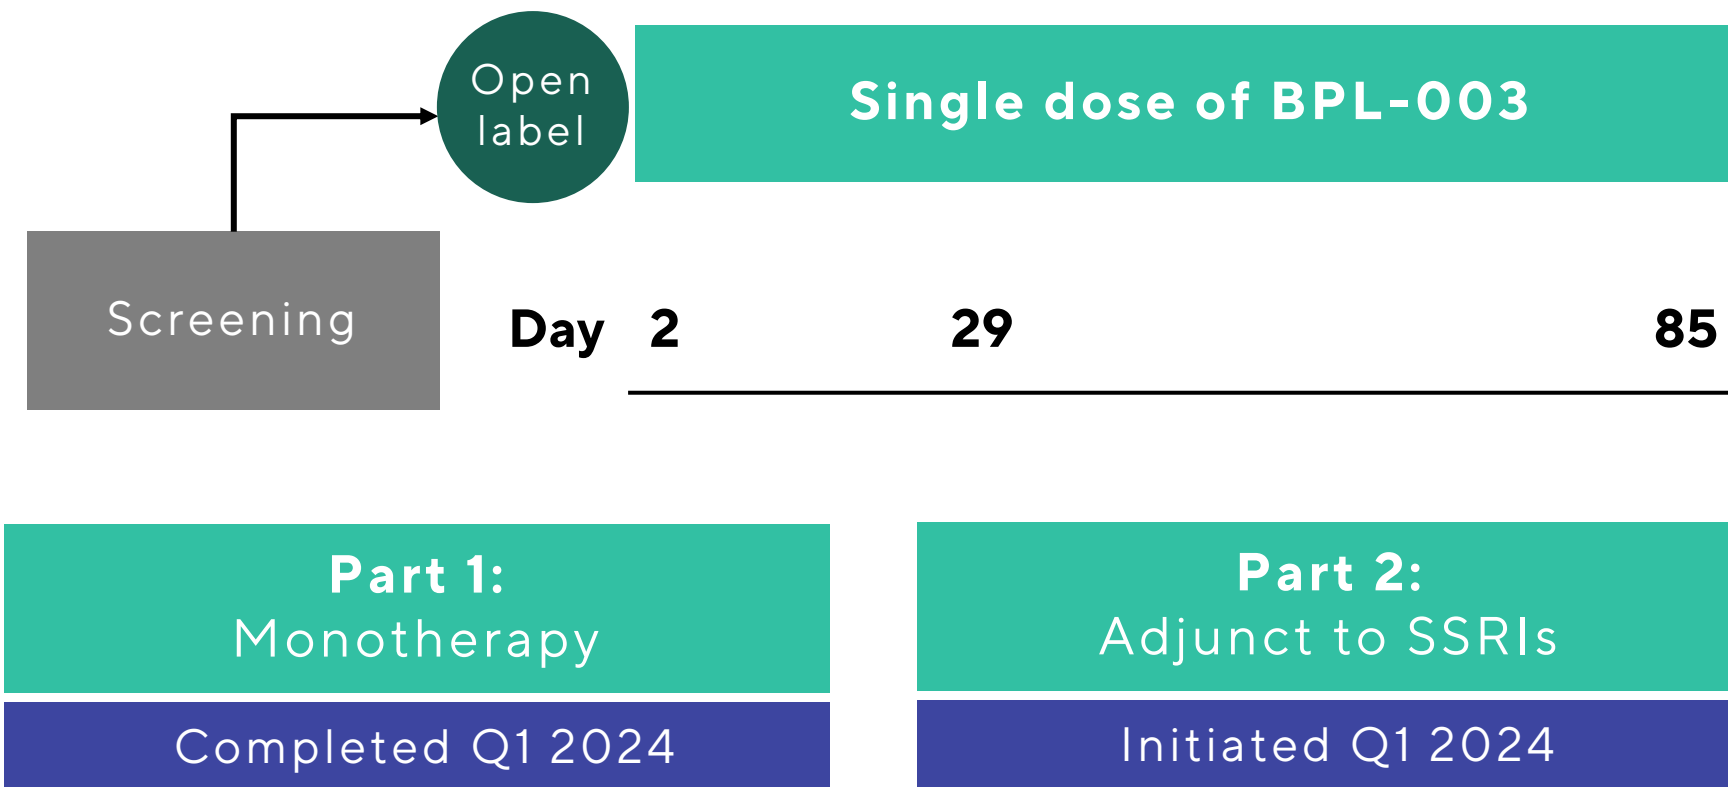 Open
label
Single dose of BPL-003
Screening
Day 2 29 85
Part 1:
Monotherapy
Completed Q1 2024
Part 2:
Adjunct to SSRIs
Initiated Q1 2024